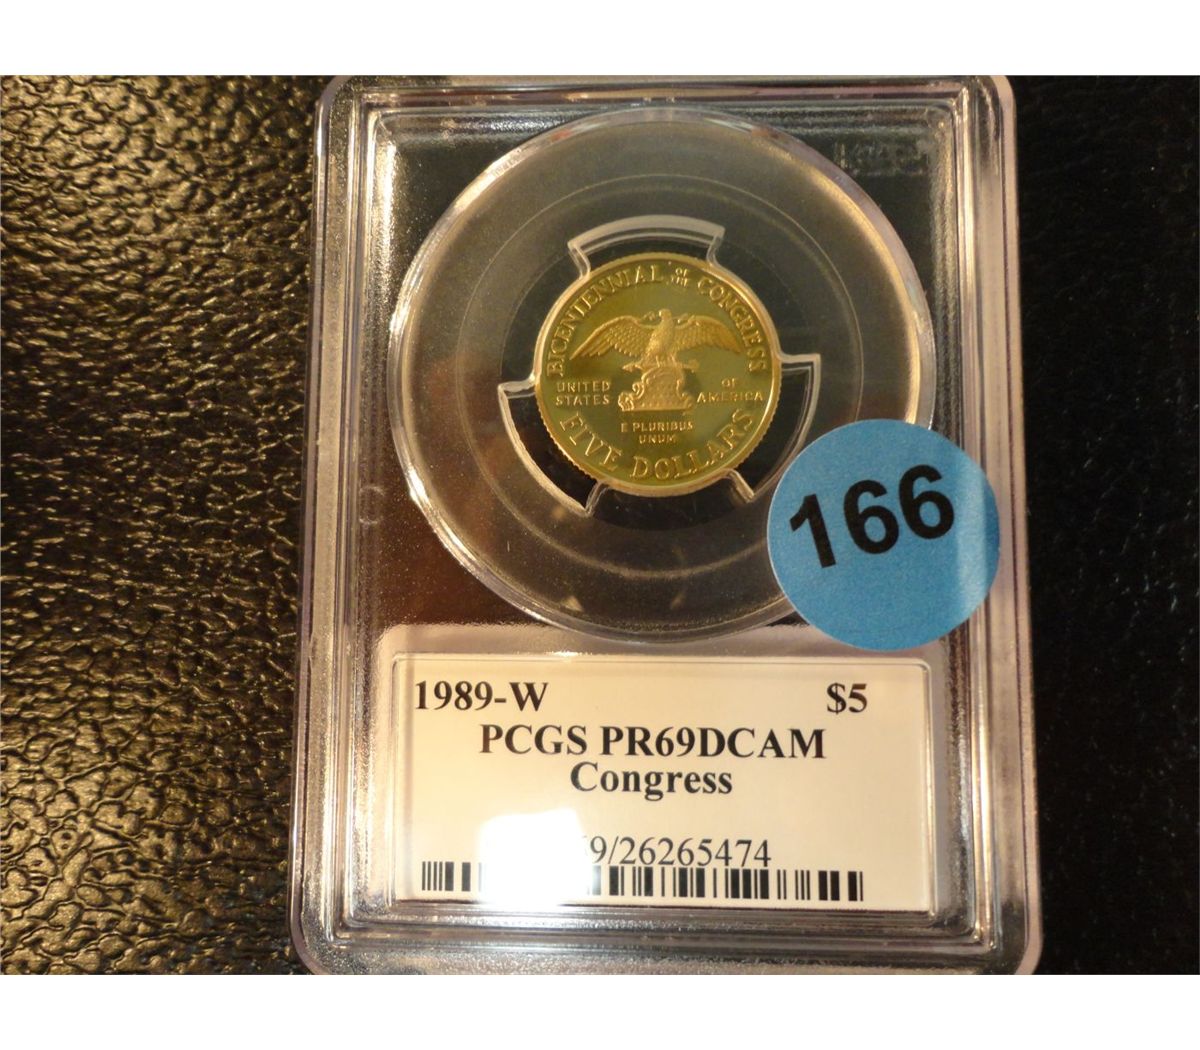 BICENTENNIAL OF THE CONGRESS
UNITED STATES
OF AMERICA
E PLURIBUS
UNUM
FIVE DOLLARS
166
1989-W $5
PCGS PR69DCAM
Congress
9/26265474